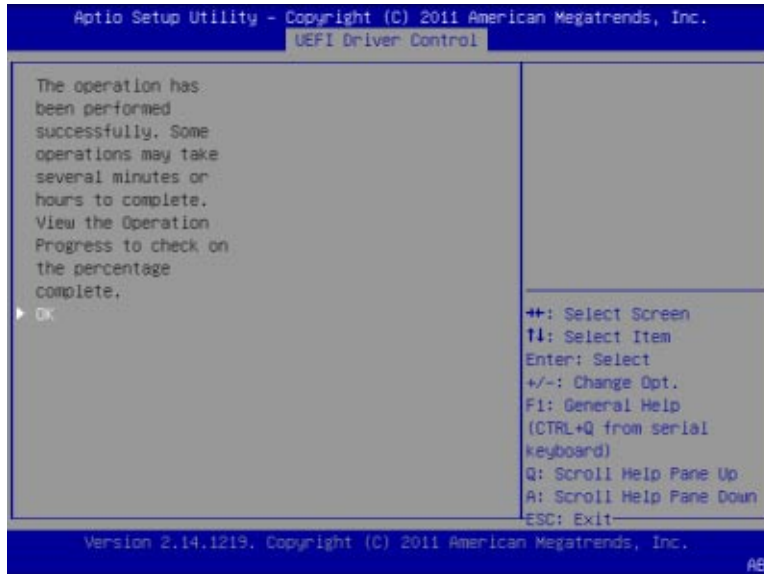 Aptio Setup Utility – Copyright (C) 2011 American Megatrends, Inc.
UEFI Driver Control
The operation has
been performed
successfully. Some
operations may take
several minutes or
hours to complete.
View the Operation
Progress to check on
the percentage
complete.
OK
→←: Select Screen
↑↓: Select Item
Enter: Select
+/-: Change Opt.
F1: General Help
(CTRL+Q from serial
keyboard)
Q: Scroll Help Pane Up
A: Scroll Help Pane Down
ESC: Exit
Version 2.14.1219. Copyright (C) 2011 American Megatrends, Inc.
AB